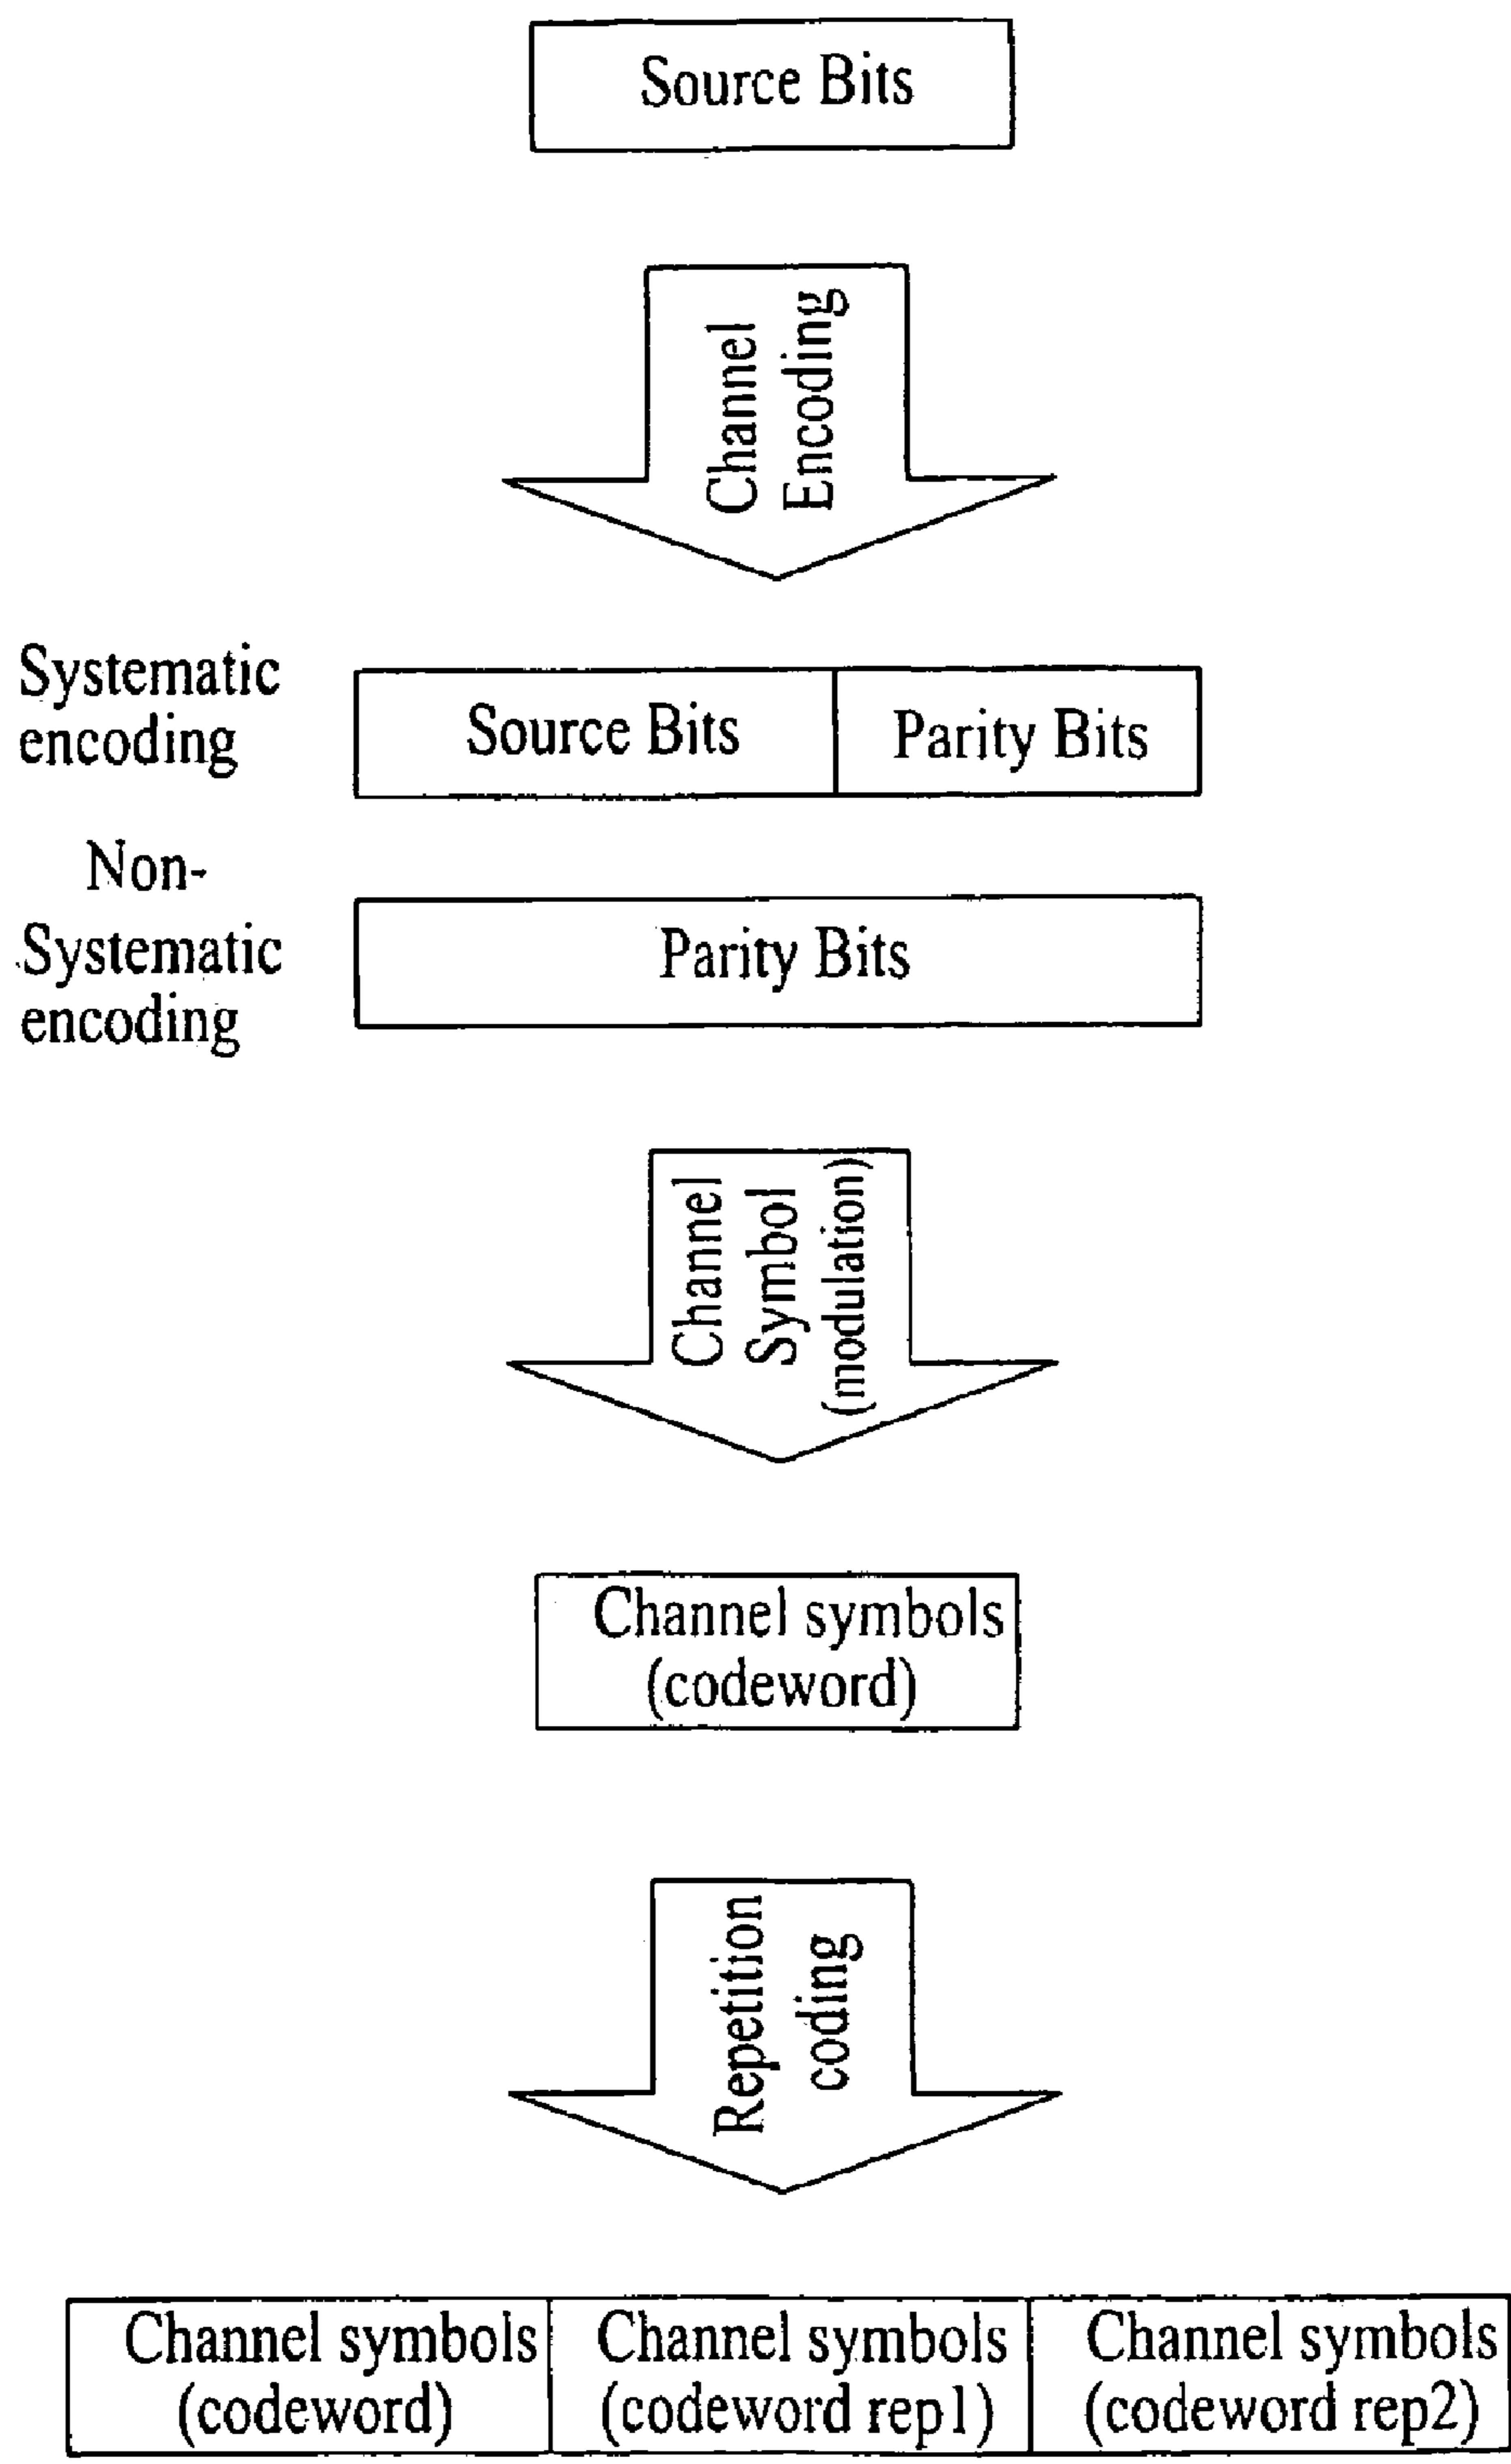 Source Bits
Channel
Encoding
Systematic
encoding
Source Bits
Parity Bits
Non-
Systematic
encoding
Parity Bits
Channel
Symbol
(modulation)
Channel symbols
(codeword)
Repetition
coding
Channel symbols
(codeword)
Channel symbols
(codeword rep1)
Channel symbols
(codeword rep2)